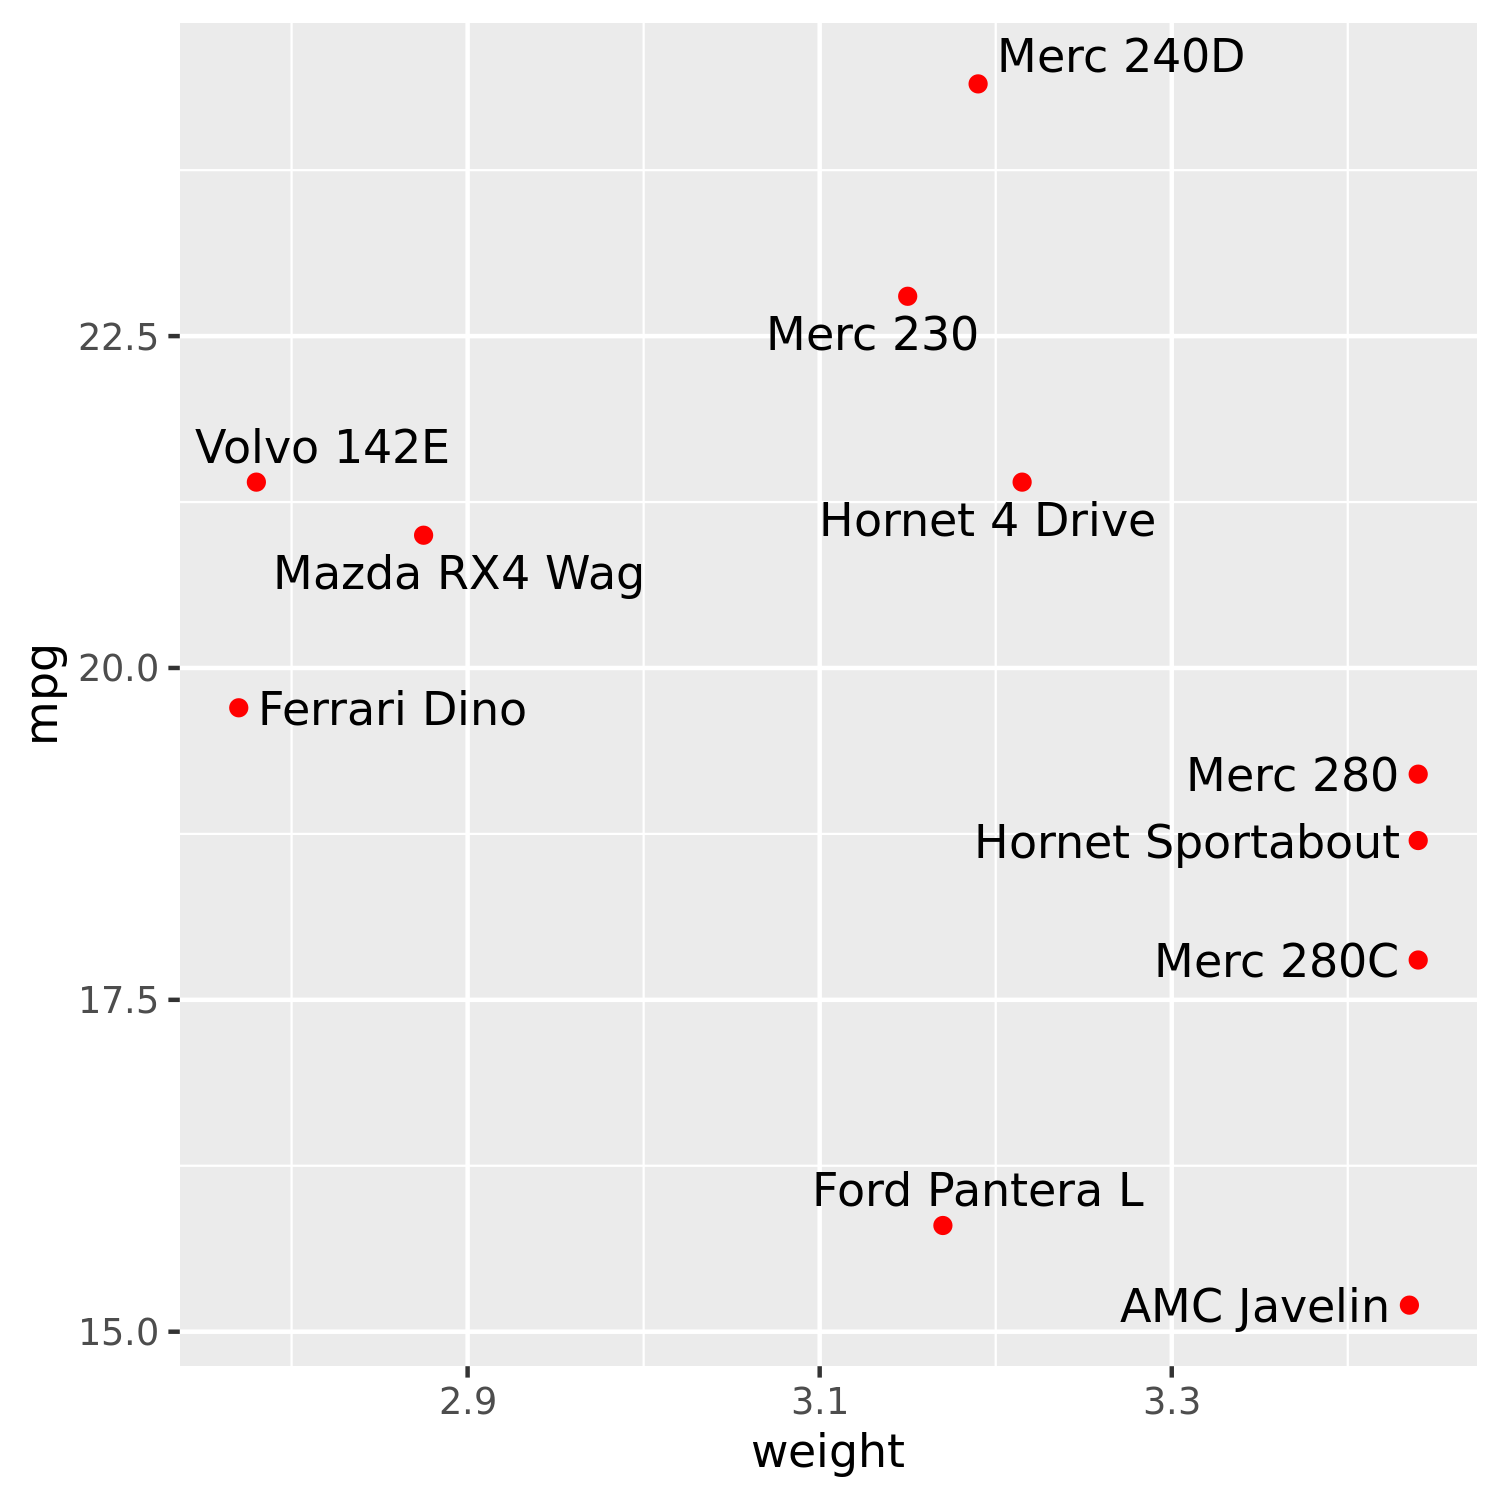 Merc 240D
Merc 230
22.5
Volvo 142E
Hornet 4 Drive
Mazda RX4 Wag
mpg
20.0
Ferrari Dino
Merc 280
Hornet Sportabout
Merc 280C
17.5
Ford Pantera L
AMC Javelin
15.0
2.9 3.1 3.3
weight